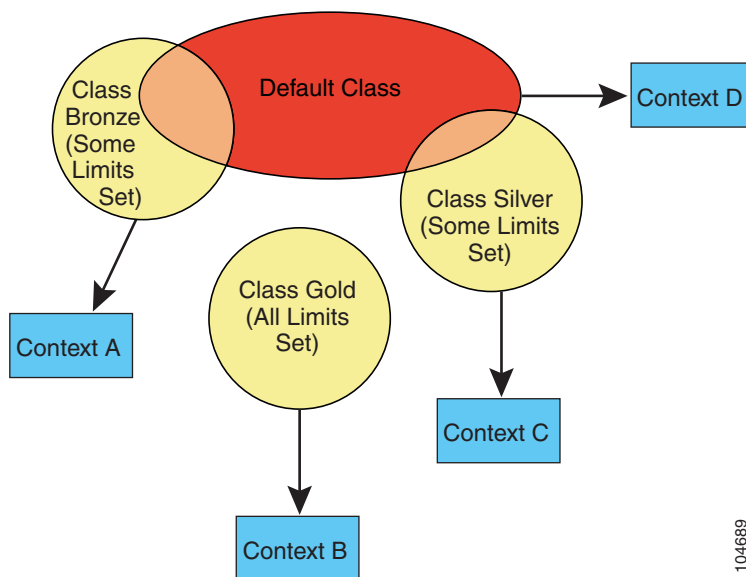 Default Class
Class
Bronze
(Some
Limits
Set)
Context D
Class Silver
(Some Limits
Set)
Class Gold
(All Limits
Set)
Context A
Context C
Context B
104689